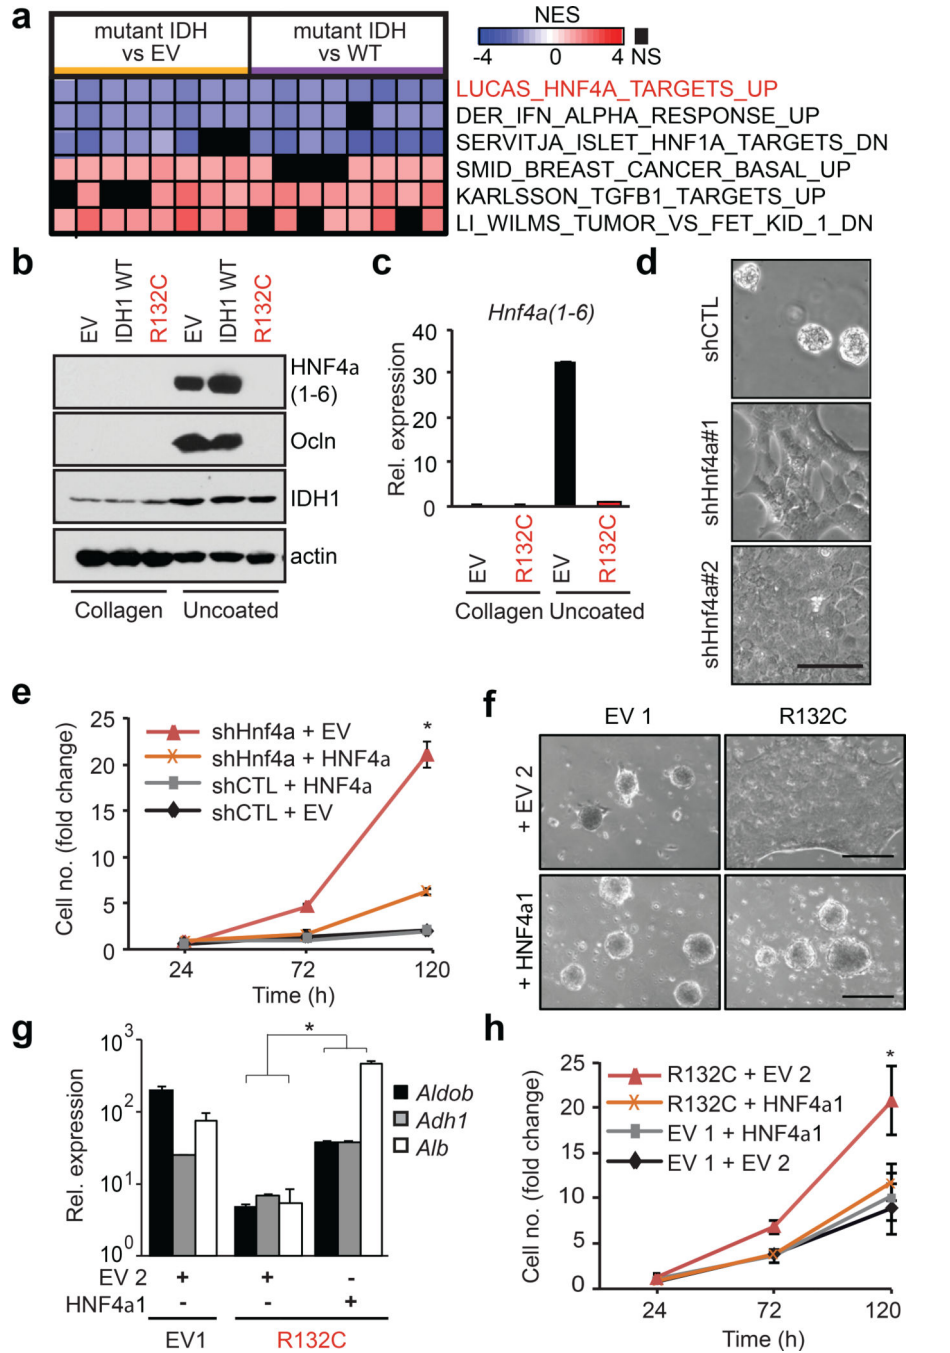 a
mutant IDH
vs EV
mutant IDH
vs WT
NES
-4 0 4 NS
LUCAS_HNF4A_TARGETS_UP
DER_IFN_ALPHA_RESPONSE_UP
SERVITJA_ISLET_HNF1A_TARGETS_DN
SMID_BREAST_CANCER_BASAL_UP
KARLSSON_TGFB1_TARGETS_UP
LI_WILMS_TUMOR_VS_FET_KID_1_DN
b
EV
IDH1 WT
R132C
EV
IDH1 WT
R132C
HNF4a
(1-6)
Ocln
IDH1
actin
Collagen Uncoated
c
Hnf4a(1-6)
Rel. expression
40
30
20
10
0
EV
R132C
EV
R132C
Collagen Uncoated
d
shCTL
shHnf4a#1
shHnf4a#2
e
Cell no. (fold change)
25
20
15
10
5
0
shHnf4a + EV
shHnf4a + HNF4a
shCTL + HNF4a
shCTL + EV
*
24 72 120
Time (h)
f
EV 1 R132C
+ EV 2
+ HNF4a1
g
Rel. expression
103
102
101
100
*
Aldob
Adh1
Alb
EV 2 + + -
HNF4a1 - - +
EV1 R132C
h
Cell no. (fold change)
25
20
15
10
5
0
R132C + EV 2
R132C + HNF4a1
EV 1 + HNF4a1
EV 1 + EV 2
*
24 72 120
Time (h)